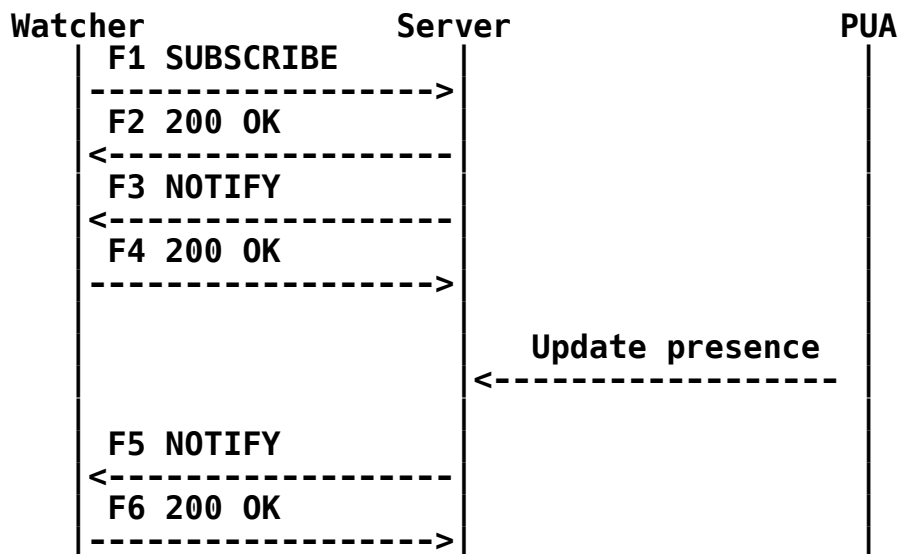 Watcher Server PUA
F1 SUBSCRIBE
------------------>
F2 200 OK
<------------------
F3 NOTIFY
<------------------
F4 200 OK
------------------->
Update presence
<------------------
F5 NOTIFY
<------------------
F6 200 OK
------------------->